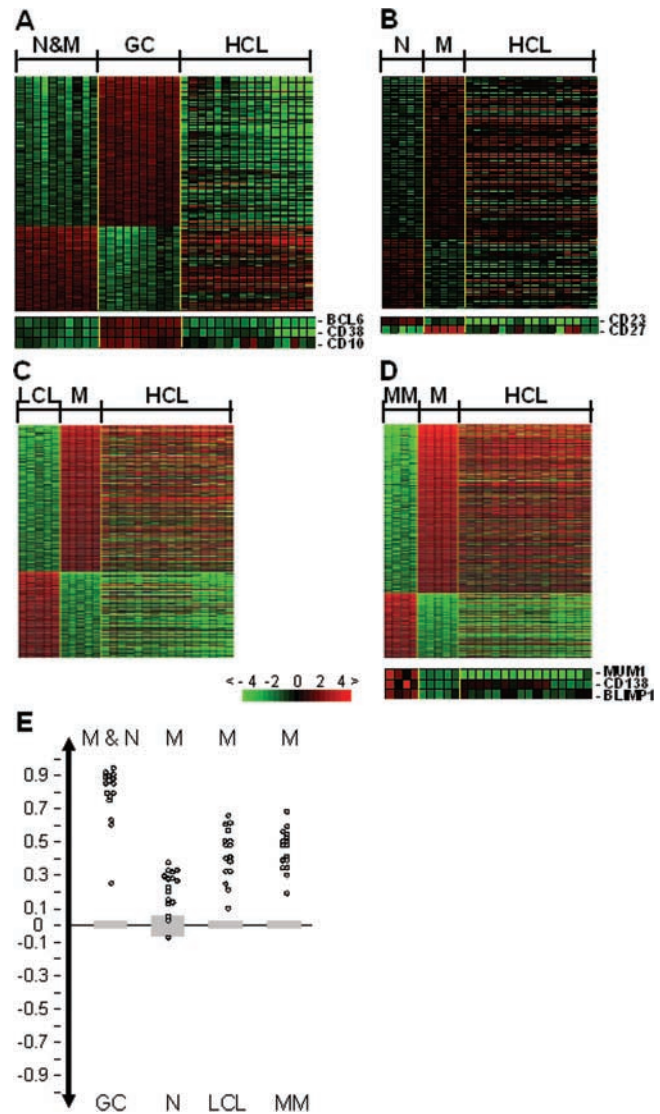 A
N&M GC HCL
- BCL6
- CD38
- CD10
B
N M HCL
- CD23
- CD27
C
LCL M HCL
D
MM M HCL
- MUM1
- CD138
- BLIMP1
< - 4 - 2 0 2 4 >
E
M & N M M M
0.9
0.7
0.5
0.3
0.1
0
-0.1
-0.3
-0.5
-0.7
-0.9
GC N LCL MM